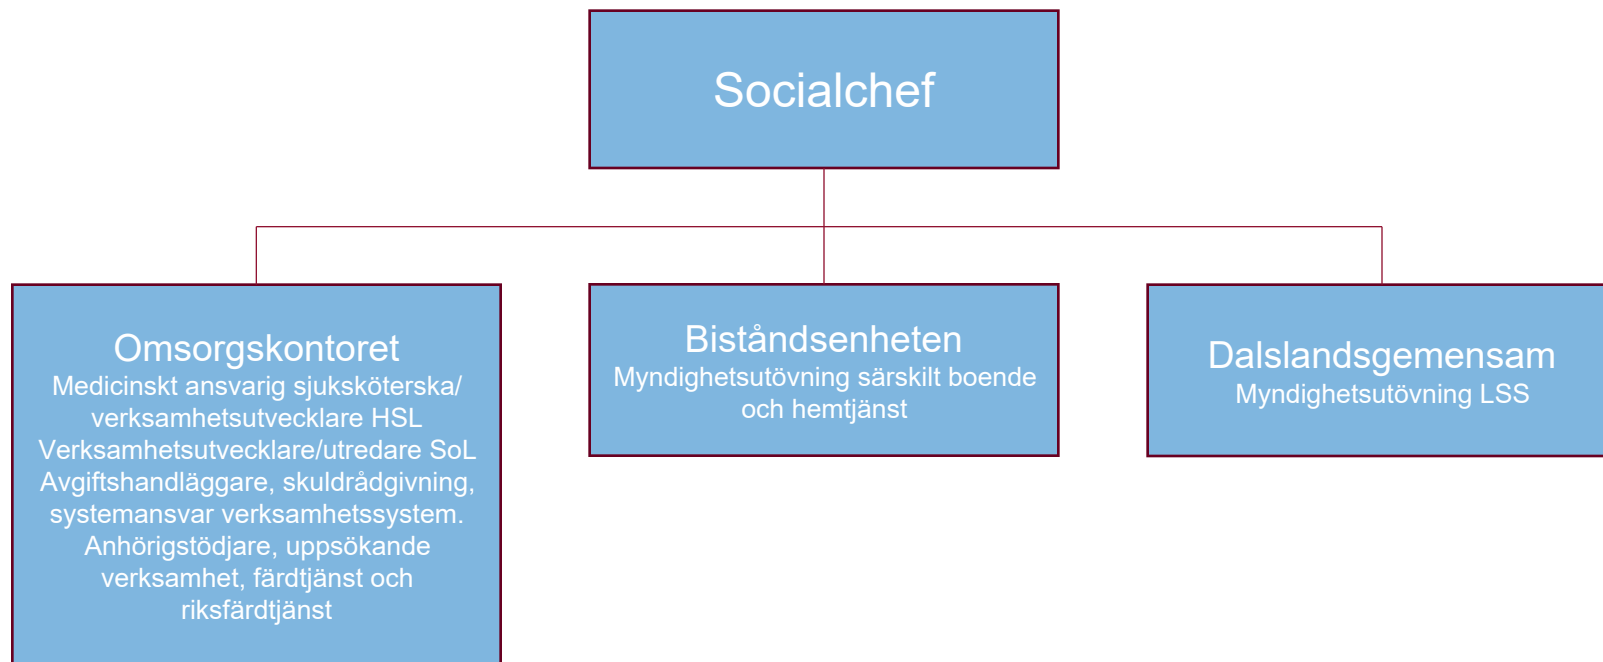 Socialchef
Omsorgskontoret
Medicinskt ansvarig sjuksköterska/
verksamhetsutvecklare HSL
Verksamhetsutvecklare/utredare SoL
Avgiftshandläggare, skuldrådgivning,
systemansvar verksamhetssystem.
Anhörigstödjare, uppsökande
verksamhet, färdtjänst och
riksfärdtjänst
Biståndsenheten
Myndighetsutövning särskilt boende
och hemtjänst
Dalslandsgemensam
Myndighetsutövning LSS